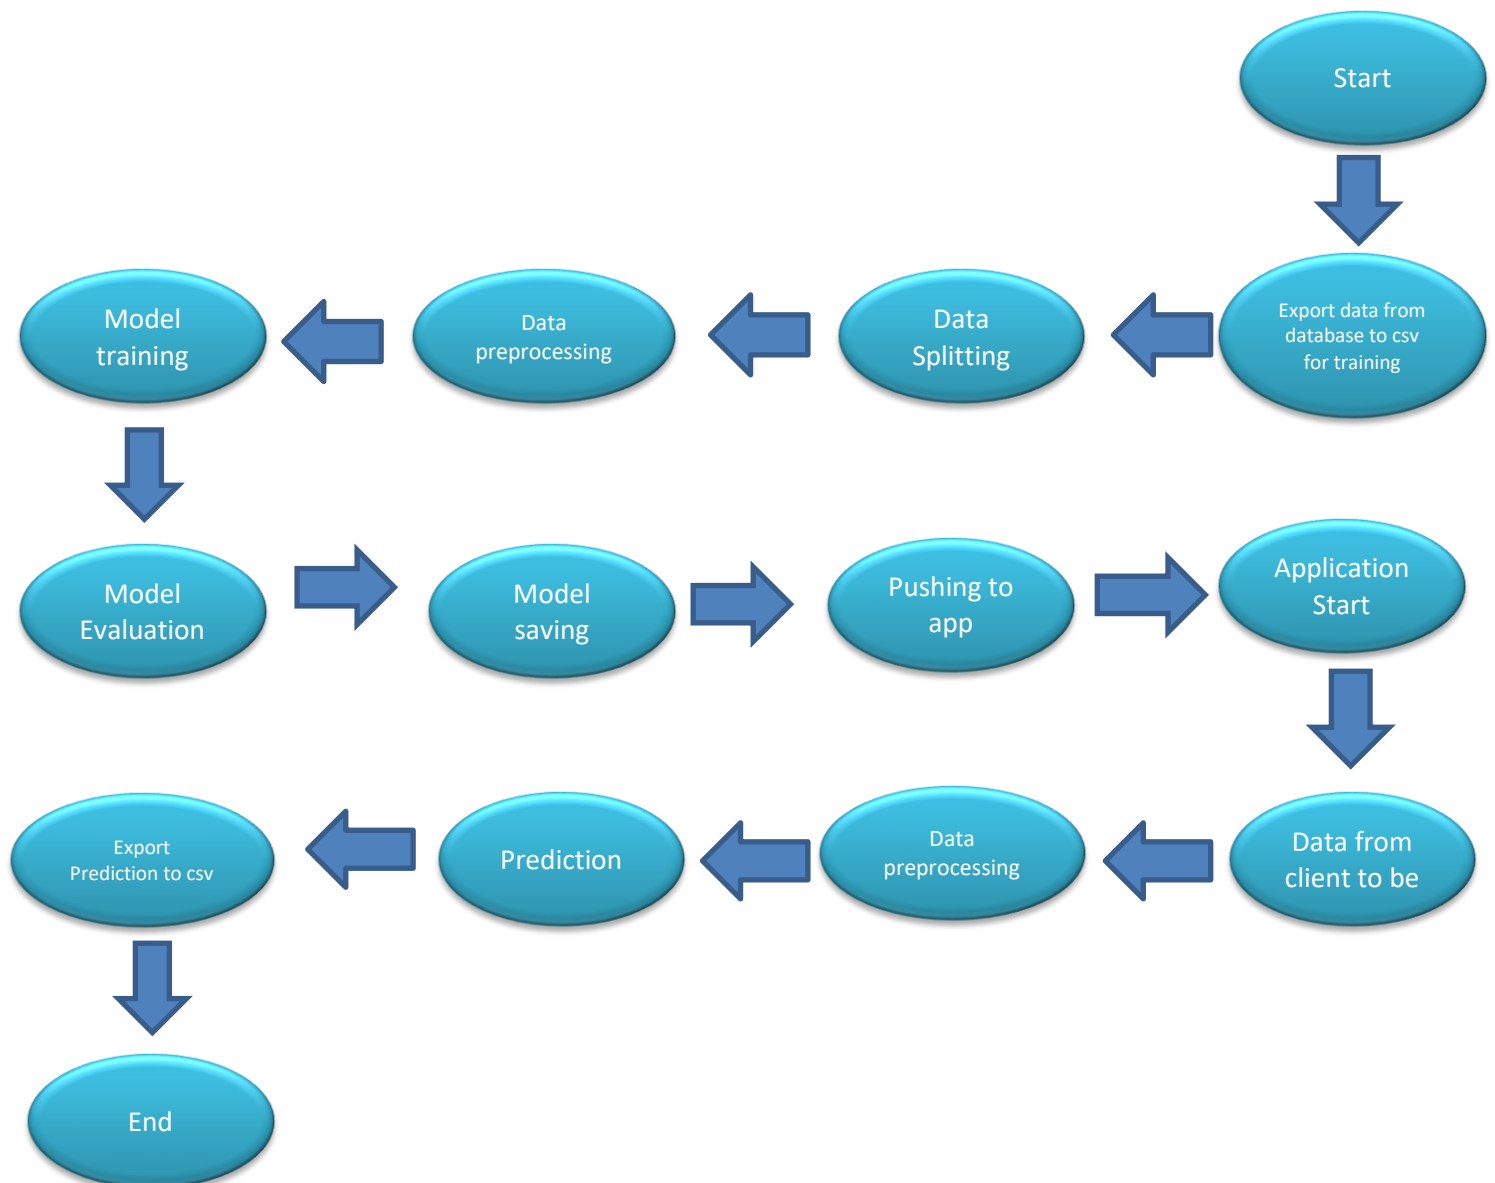 Start
Export data from
database to csv
for training
Data
Splitting
Data
preprocessing
Model
training
Model
Evaluation
Model
saving
Pushing to
app
Application
Start
Data from
client to be
Data
preprocessing
Prediction
Export
Prediction to csv
End